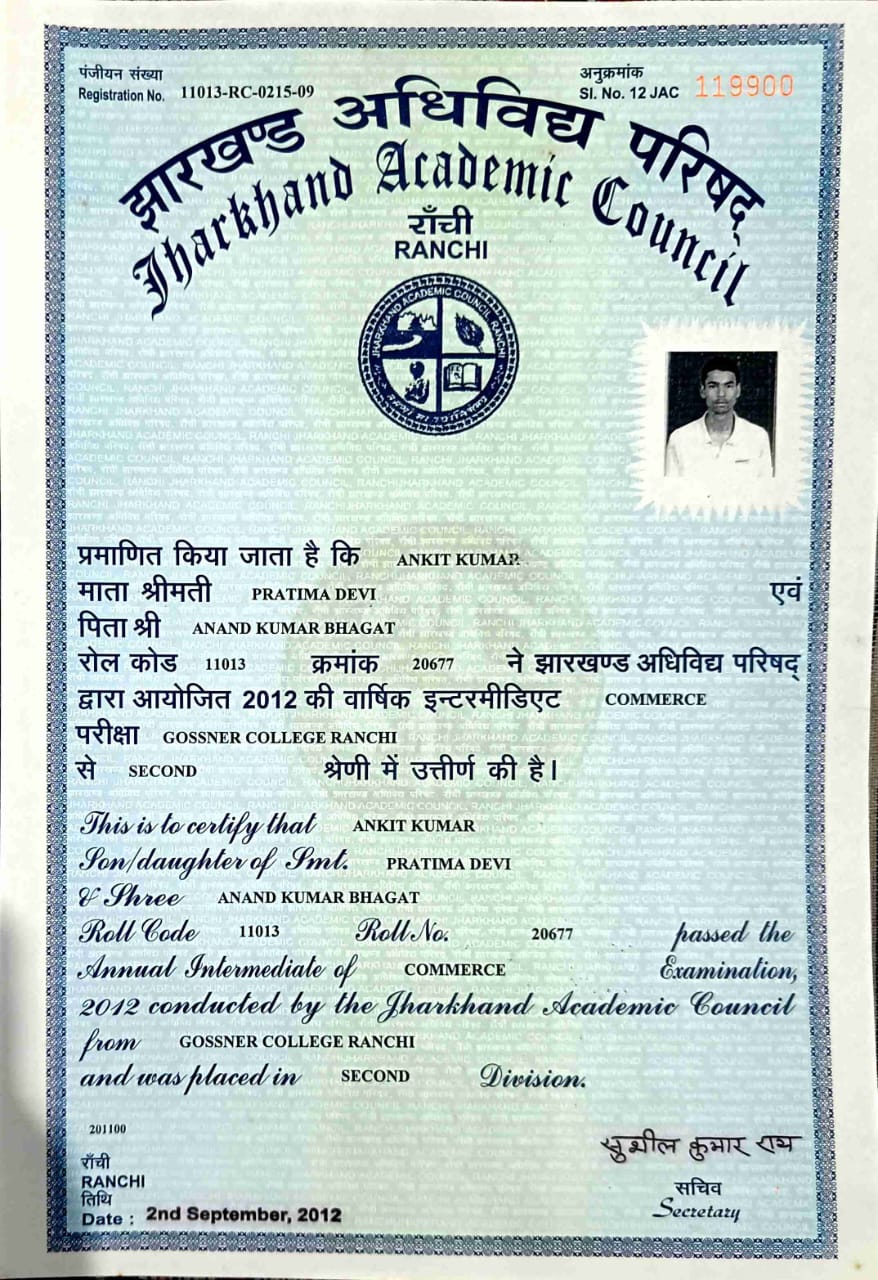 पंजीयन संख्या
Registration No. 11013-RC-0215-09
अनुक्रमांक
Sl. No. 12 JAC 119900
झारखण्ड अधिविद्य परिषद्
Jharkhand Academic Council
राँची
RANCHI
JHARKHAND ACADEMIC COUNCIL RANCHI
प्रमाणित किया जाता है कि ANKIT KUMAR
माता श्रीमती PRATIMA DEVI एवं
पिता श्री ANAND KUMAR BHAGAT
रोल कोड 11013 क्रमांक 20677 ने झारखण्ड अधिविद्य परिषद्
द्वारा आयोजित 2012 की वार्षिक इन्टरमीडिएट COMMERCE
परीक्षा GOSSNER COLLEGE RANCHI
से SECOND श्रेणी में उत्तीर्ण की है।
This is to certify that ANKIT KUMAR
Son/daughter of Smt. PRATIMA DEVI
& Shree ANAND KUMAR BHAGAT
Roll Code 11013 Roll No. 20677 passed the
Annual Intermediate of COMMERCE Examination,
2012 conducted by the Jharkhand Academic Council
from GOSSNER COLLEGE RANCHI
and was placed in SECOND Division.
201100
राँची
RANCHI
तिथि
Date : 2nd September, 2012
सुशील कुमार राय
सचिव
Secretary